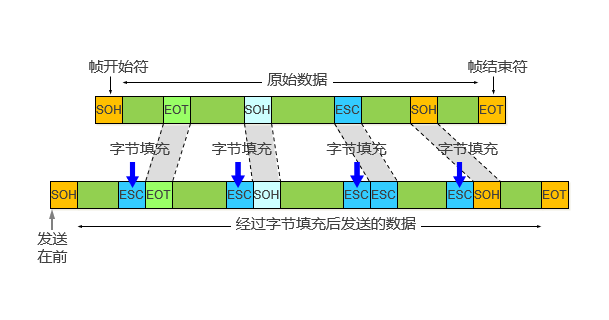 帧开始符
原始数据
帧结束符
SOH EOT SOH ESC SOH EOT
字节填充 字节填充 字节填充 字节填充
SOH ESC EOT ESC SOH ESC ESC ESC SOH EOT
经过字节填充后发送的数据
发送
在前